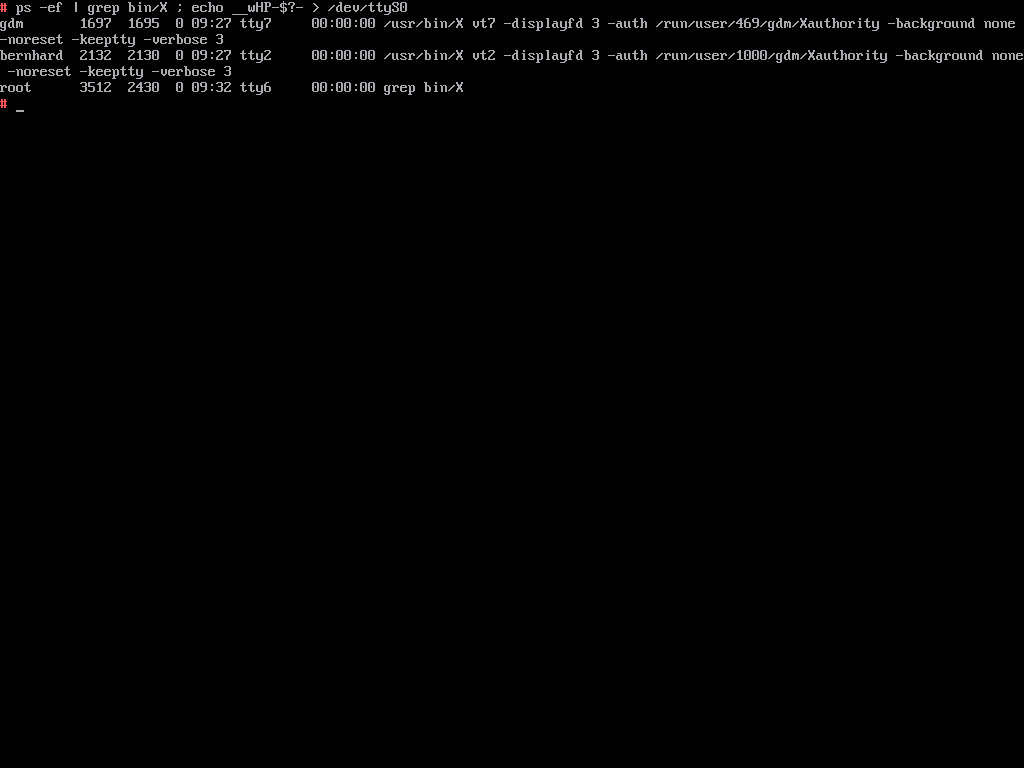 # ps -ef | grep bin/X ; echo __wHP-$?- > /dev/ttyS0
gdm       1697  1695  0 09:27 tty7     00:00:00 /usr/bin/X vt7 -displayfd 3 -auth /run/user/469/gdm/Xauthority -background none
-noreset -keeptty -verbose 3
bernhard  2132  2130  0 09:27 tty2     00:00:00 /usr/bin/X vt2 -displayfd 3 -auth /run/user/1000/gdm/Xauthority -background none
 -noreset -keeptty -verbose 3
root      3512  2430  0 09:32 tty6     00:00:00 grep bin/X
# _